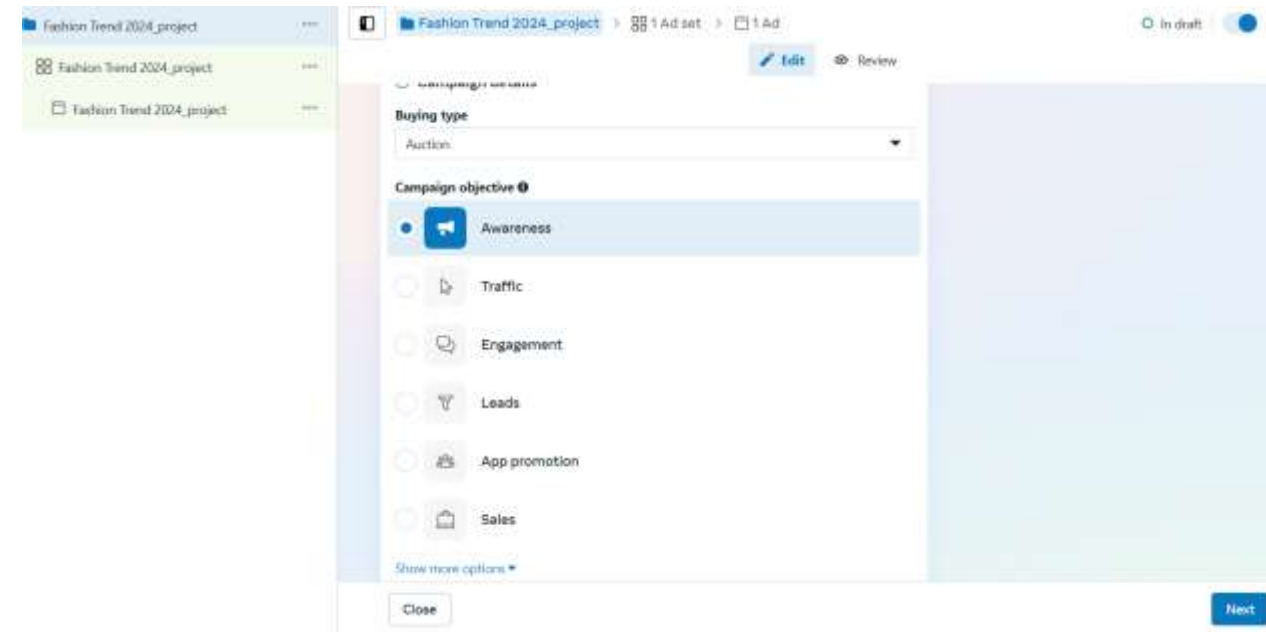 Fashion Trend 2024_project
Fashion Trend 2024_project
Fashion Trend 2024_project
Fashion Trend 2024_project 1 Ad set 1 Ad
In draft
Edit Review
Campaign details
Buying type
Auction
Campaign objective
Awareness
Traffic
Engagement
Leads
App promotion
Sales
Show more options
Close
Next